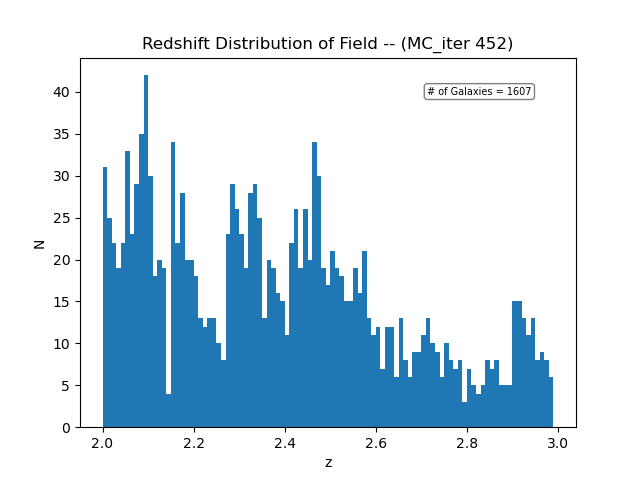 Redshift Distribution of Field -- (MC_iter 452)
# of Galaxies = 1607
40
35
30
25
20
15
10
5
0
N
2.0 2.2 2.4 2.6 2.8 3.0
z